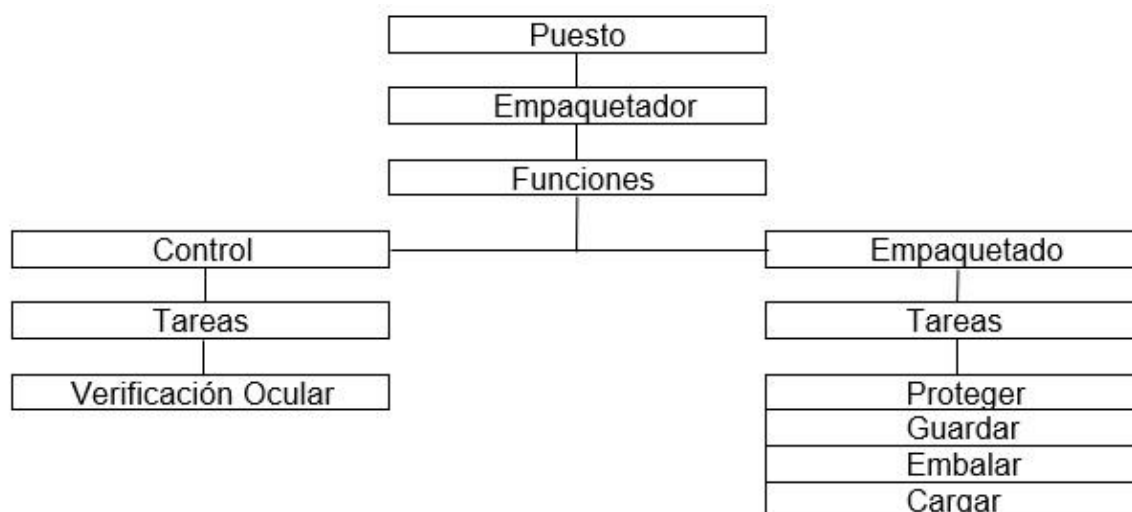 Puesto
Empaquetador
Funciones
Control
Empaquetado
Tareas
Tareas
Verificación Ocular
Proteger
Guardar
Embalar
Cargar